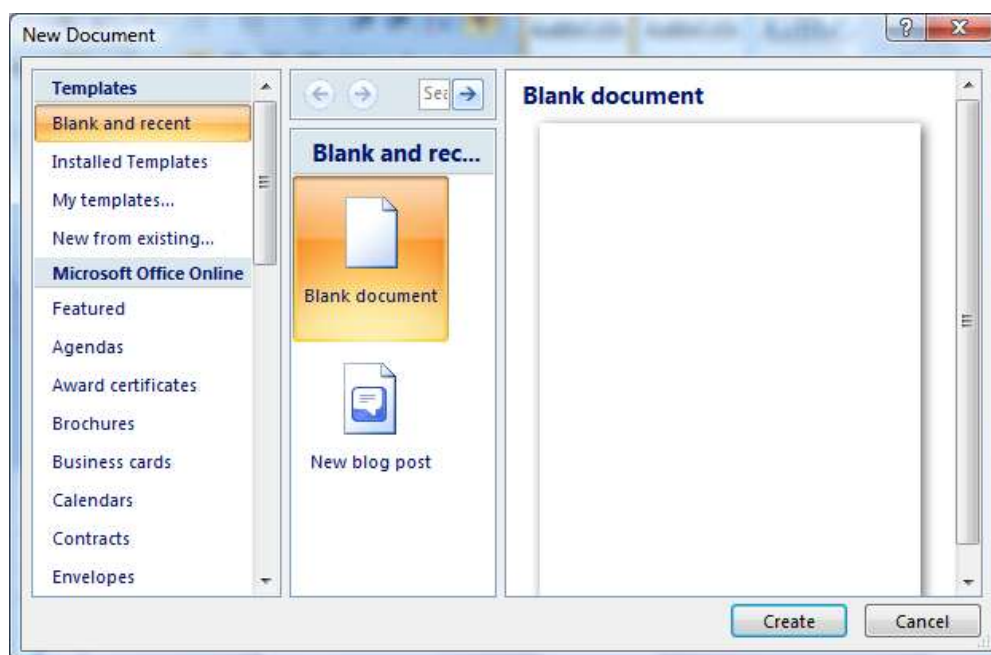 New Document
Templates
Blank and recent
Installed Templates
My templates...
New from existing...
Microsoft Office Online
Featured
Agendas
Award certificates
Brochures
Business cards
Calendars
Contracts
Envelopes
Sea
Blank and rec...
Blank document
New blog post
Blank document
Create
Cancel